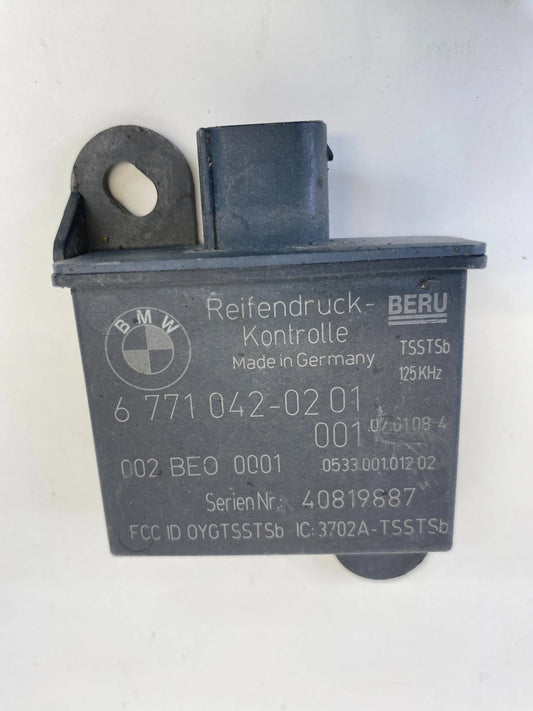 BMW
Reifendruck-
Kontrolle
Made in Germany
BERU
TSSTSb
125 KHz
6 771 042-02 01
001 07.01.08 4
002 BEO 0001 0533.001.012 02
Serien Nr.: 40819887
FCC ID OYGTSSTSb IC: 3702A-TSSTSb